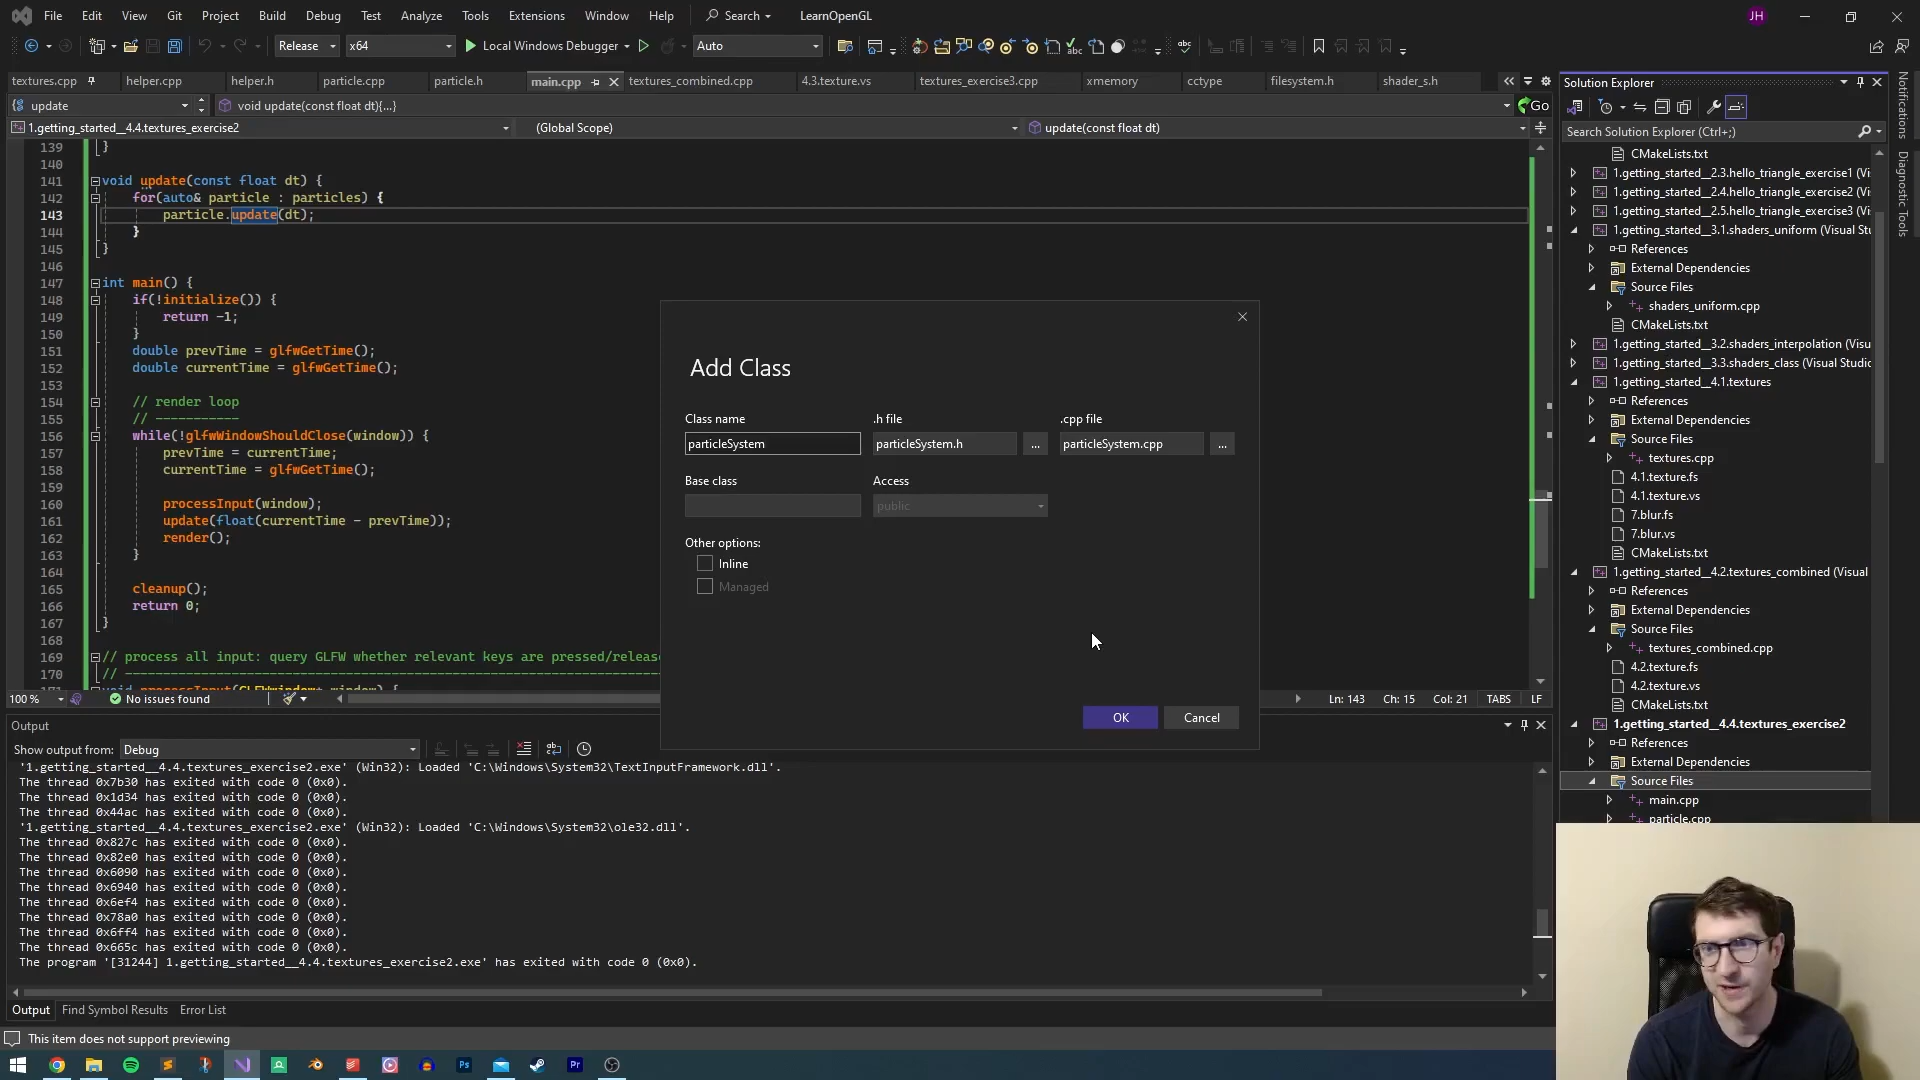 File Edit View Git Project Build Debug Test Analyze Tools Extensions Window Help Search LearnOpenGL JH
Release x64 Local Windows Debugger Auto
textures.cpp helper.cpp helper.h particle.cpp particle.h main.cpp textures_combined.cpp 4.3.texture.vs textures_exercise3.cpp xmemory cctype filesystem.h shader_s.h
update void update(const float dt){...} Go
1.getting_started__4.4.textures_exercise2 (Global Scope) update(const float dt)
139 }
140
141 void update(const float dt) {
142 for(auto& particle : particles) {
143 particle.update(dt);
144 }
145 }
146
147 int main() {
148 if(!initialize()) {
149 return -1;
150 }
151 double prevTime = glfwGetTime();
152 double currentTime = glfwGetTime();
153
154 // render loop
155 // -----------
156 while(!glfwWindowShouldClose(window)) {
157 prevTime = currentTime;
158 currentTime = glfwGetTime();
159
160 processInput(window);
161 update(float(currentTime - prevTime));
162 render();
163 }
164
165 cleanup();
166 return 0;
167 }
168
169 // process all input: query GLFW whether relevant keys are pressed/release
170
100 % No issues found Ln: 143 Ch: 15 Col: 21 TABS LF
Add Class
Class name .h file .cpp file
particleSystem particleSystem.h ... particleSystem.cpp ...
Base class Access
public
Other options:
Inline
Managed
OK Cancel
Output
Show output from: Debug
'1.getting_started__4.4.textures_exercise2.exe' (Win32): Loaded 'C:\Windows\System32\TextInputFramework.dll'.
The thread 0x7b30 has exited with code 0 (0x0).
The thread 0x1d34 has exited with code 0 (0x0).
The thread 0x44ac has exited with code 0 (0x0).
'1.getting_started__4.4.textures_exercise2.exe' (Win32): Loaded 'C:\Windows\System32\ole32.dll'.
The thread 0x827c has exited with code 0 (0x0).
The thread 0x82e0 has exited with code 0 (0x0).
The thread 0x6090 has exited with code 0 (0x0).
The thread 0x6940 has exited with code 0 (0x0).
The thread 0x6ef4 has exited with code 0 (0x0).
The thread 0x78a0 has exited with code 0 (0x0).
The thread 0x6ff4 has exited with code 0 (0x0).
The thread 0x665c has exited with code 0 (0x0).
The program '[31244] 1.getting_started__4.4.textures_exercise2.exe' has exited with code 0 (0x0).
Output Find Symbol Results Error List
This item does not support previewing
Solution Explorer
Search Solution Explorer (Ctrl+;)
CMakeLists.txt
1.getting_started__2.3.hello_triangle_exercise1 (Vi
1.getting_started__2.4.hello_triangle_exercise2 (Vi
1.getting_started__2.5.hello_triangle_exercise3 (Vi
1.getting_started__3.1.shaders_uniform (Visual Stu
References
External Dependencies
Source Files
shaders_uniform.cpp
CMakeLists.txt
1.getting_started__3.2.shaders_interpolation (Visu
1.getting_started__3.3.shaders_class (Visual Studio
1.getting_started__4.1.textures
References
External Dependencies
Source Files
textures.cpp
4.1.texture.fs
4.1.texture.vs
7.blur.fs
7.blur.vs
CMakeLists.txt
1.getting_started__4.2.textures_combined (Visual
References
External Dependencies
Source Files
textures_combined.cpp
4.2.texture.fs
4.2.texture.vs
CMakeLists.txt
1.getting_started__4.4.textures_exercise2
References
External Dependencies
Source Files
main.cpp
particle.cpp
Notifications
Diagnostic Tools